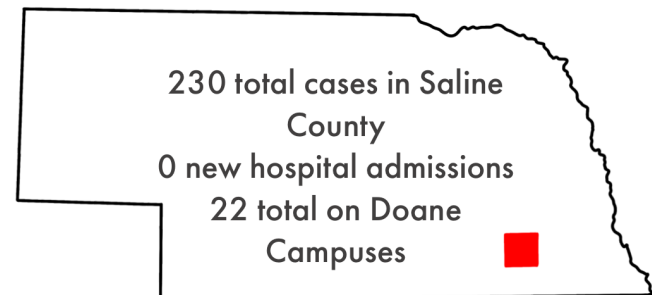 230 total cases in Saline
County
0 new hospital admissions
22 total on Doane
Campuses